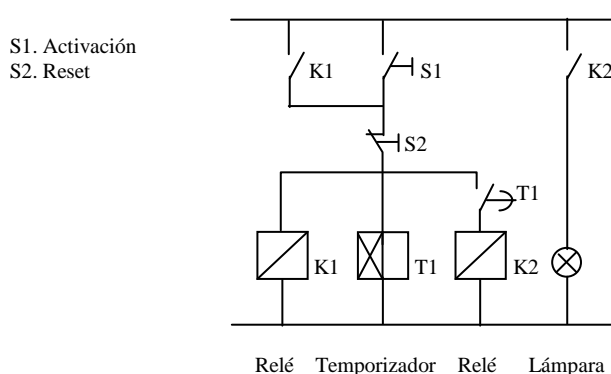 S1. Activación
S2. Reset
K1
S1
K2
S2
T1
K1
T1
K2
Relé Temporizador Relé Lámpara